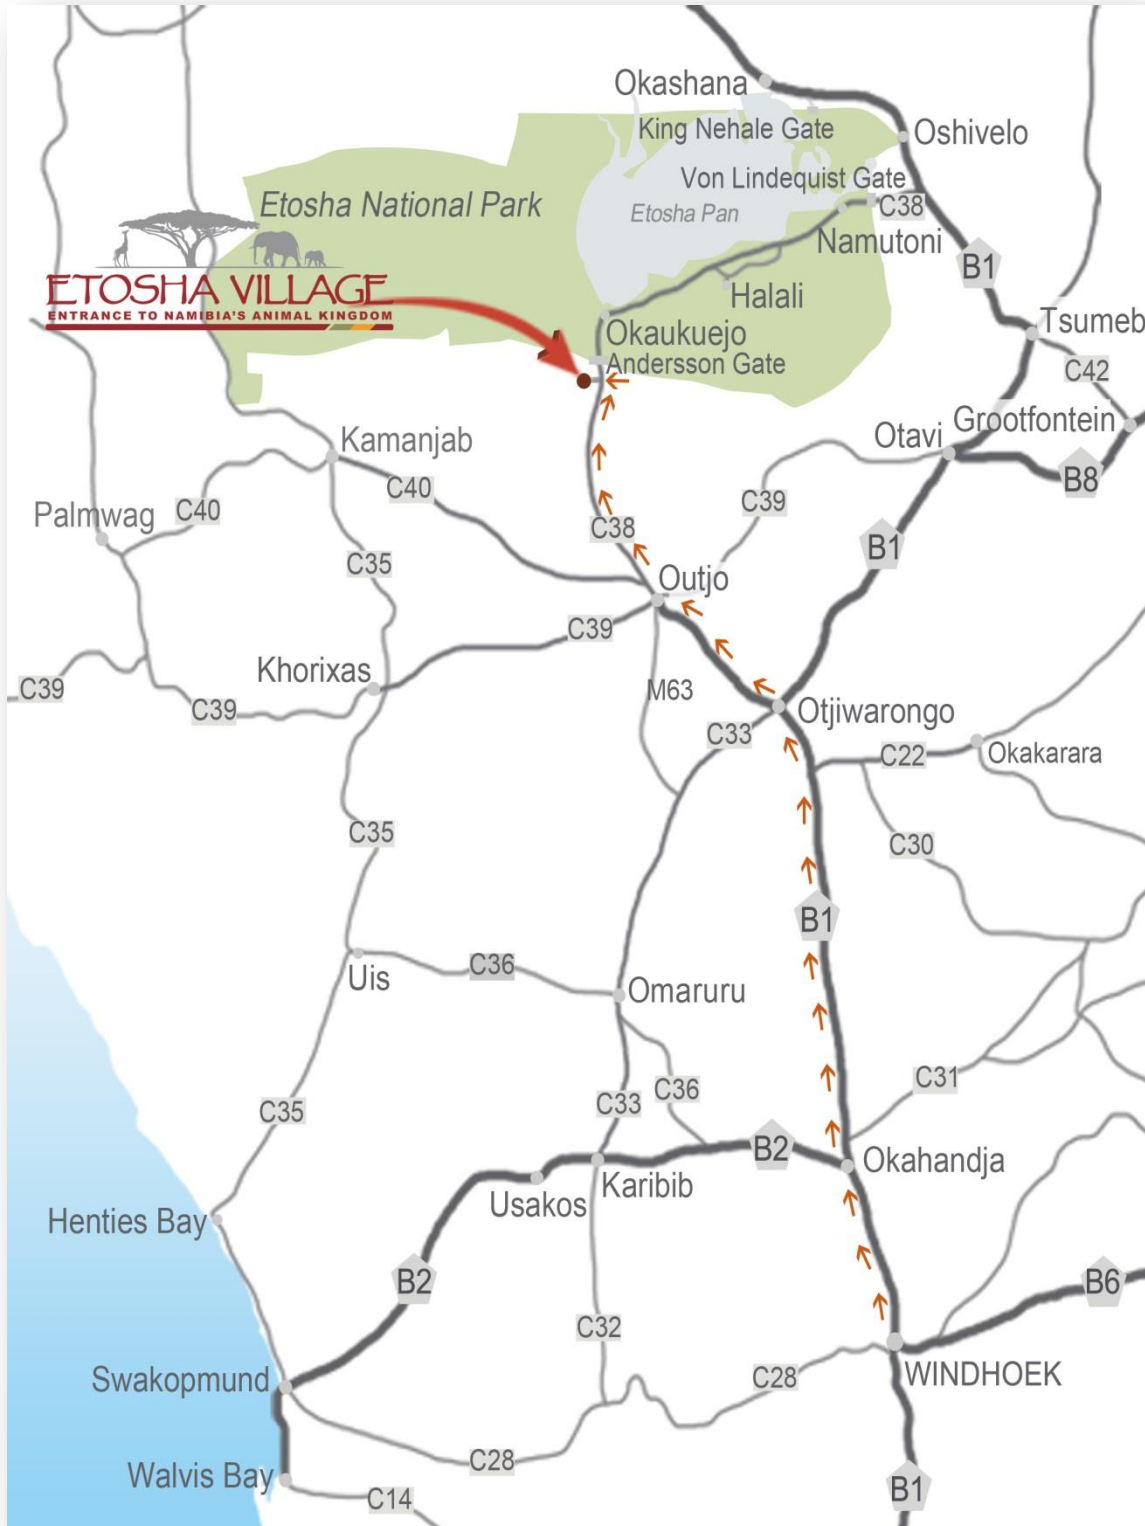 Okashana
King Nehale Gate
Oshivelo
Von Lindequist Gate
Etosha National Park
Etosha Pan
C38
Namutoni
B1
ETOSHA VILLAGE
ENTRANCE TO NAMIBIA'S ANIMAL KINGDOM
Halali
Okaukuejo
Tsumeb
Andersson Gate
C42
Grootfontein
Otavi
Kamanjab
B8
C40
C39
Palmwag
C40
C38
B1
C35
Outjo
C39
Khorixas
C39
M63
C39
Otjiwarongo
C33
C22
Okakarara
C35
C30
B1
Uis
C36
Omaruru
C31
C36
C35
C33
B2
Okahandja
Karibib
Usakos
Henties Bay
B2
B6
C32
Swakopmund
C28
WINDHOEK
C28
Walvis Bay
C14
B1